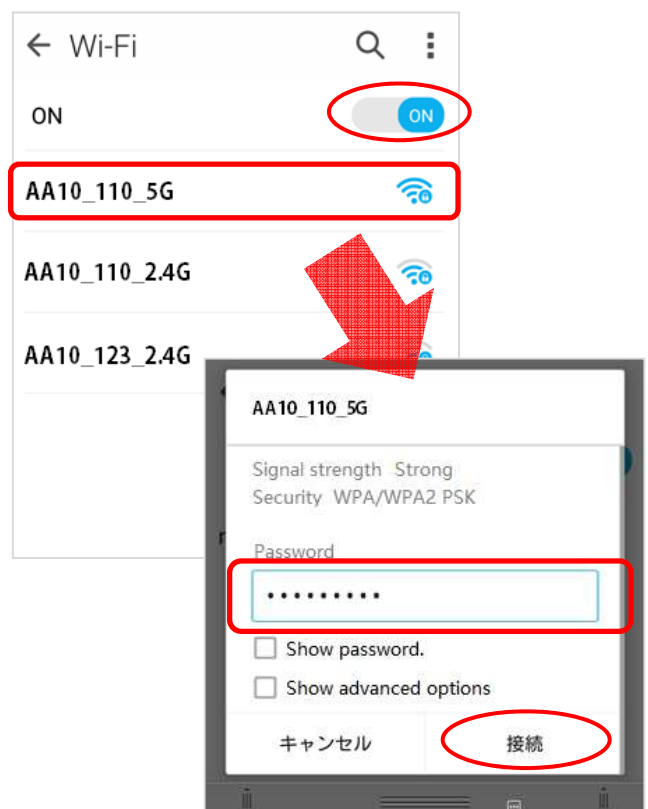 Wi-Fi
ON
ON
AA10_110_5G
AA10_110_2.4G
AA10_123_2.4G
AA10_110_5G
Signal strength Strong
Security WPA/WPA2 PSK
Password
•••••••••
Show password.
Show advanced options
キャンセル
接続